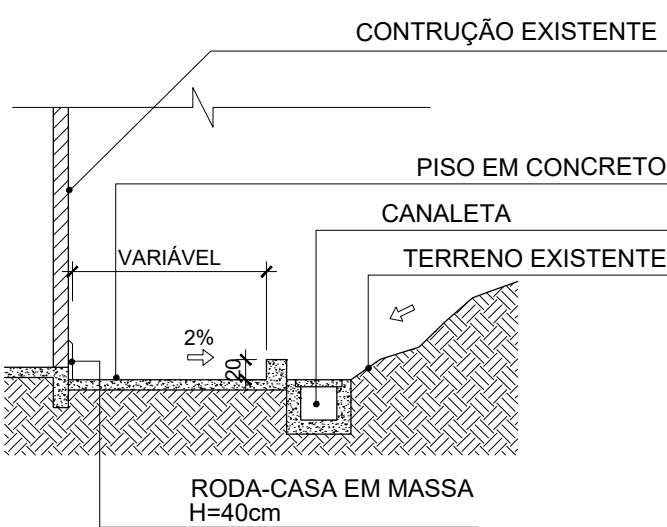 CONTRUÇÃO EXISTENTE
PISO EM CONCRETO
CANALETA
VARIÁVEL
TERRENO EXISTENTE
2%
20
RODA-CASA EM MASSA
H=40cm